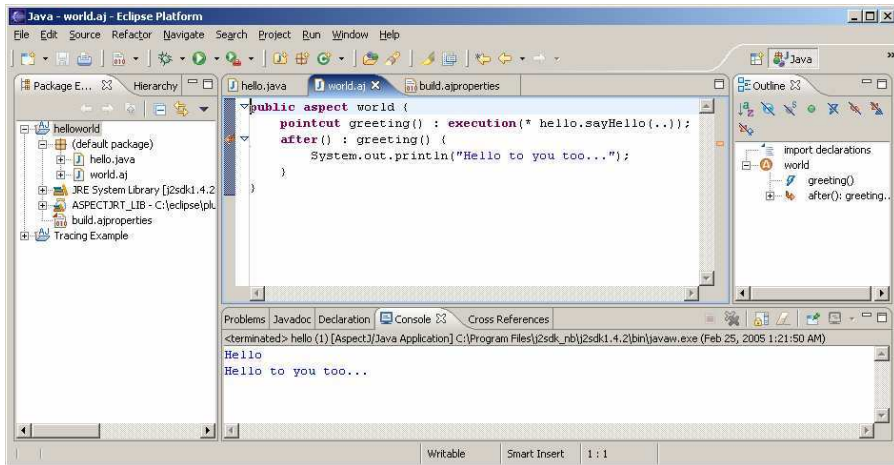 Java - world.aj - Eclipse Platform
File Edit Source Refactor Navigate Search Project Run Window Help
Java
Package E... Hierarchy
hello.java world.aj build.ajproperties
Outline
helloworld
(default package)
hello.java
world.aj
JRE System Library [j2sdk1.4.2
ASPECTJRT_LIB - C:\eclipse\plu
build.ajproperties
Tracing Example
public aspect world {
pointcut greeting() : execution(* hello.sayHello(..));
after() : greeting() {
System.out.println("Hello to you too...");
}
}
import declarations
world
greeting()
after(): greeting..
Problems Javadoc Declaration Console Cross References
<terminated> hello (1) [AspectJ/Java Application] C:\Program Files\j2sdk_nb\j2sdk1.4.2\bin\javaw.exe (Feb 25, 2005 1:21:50 AM)
Hello
Hello to you too...
Writable Smart Insert 1 : 1